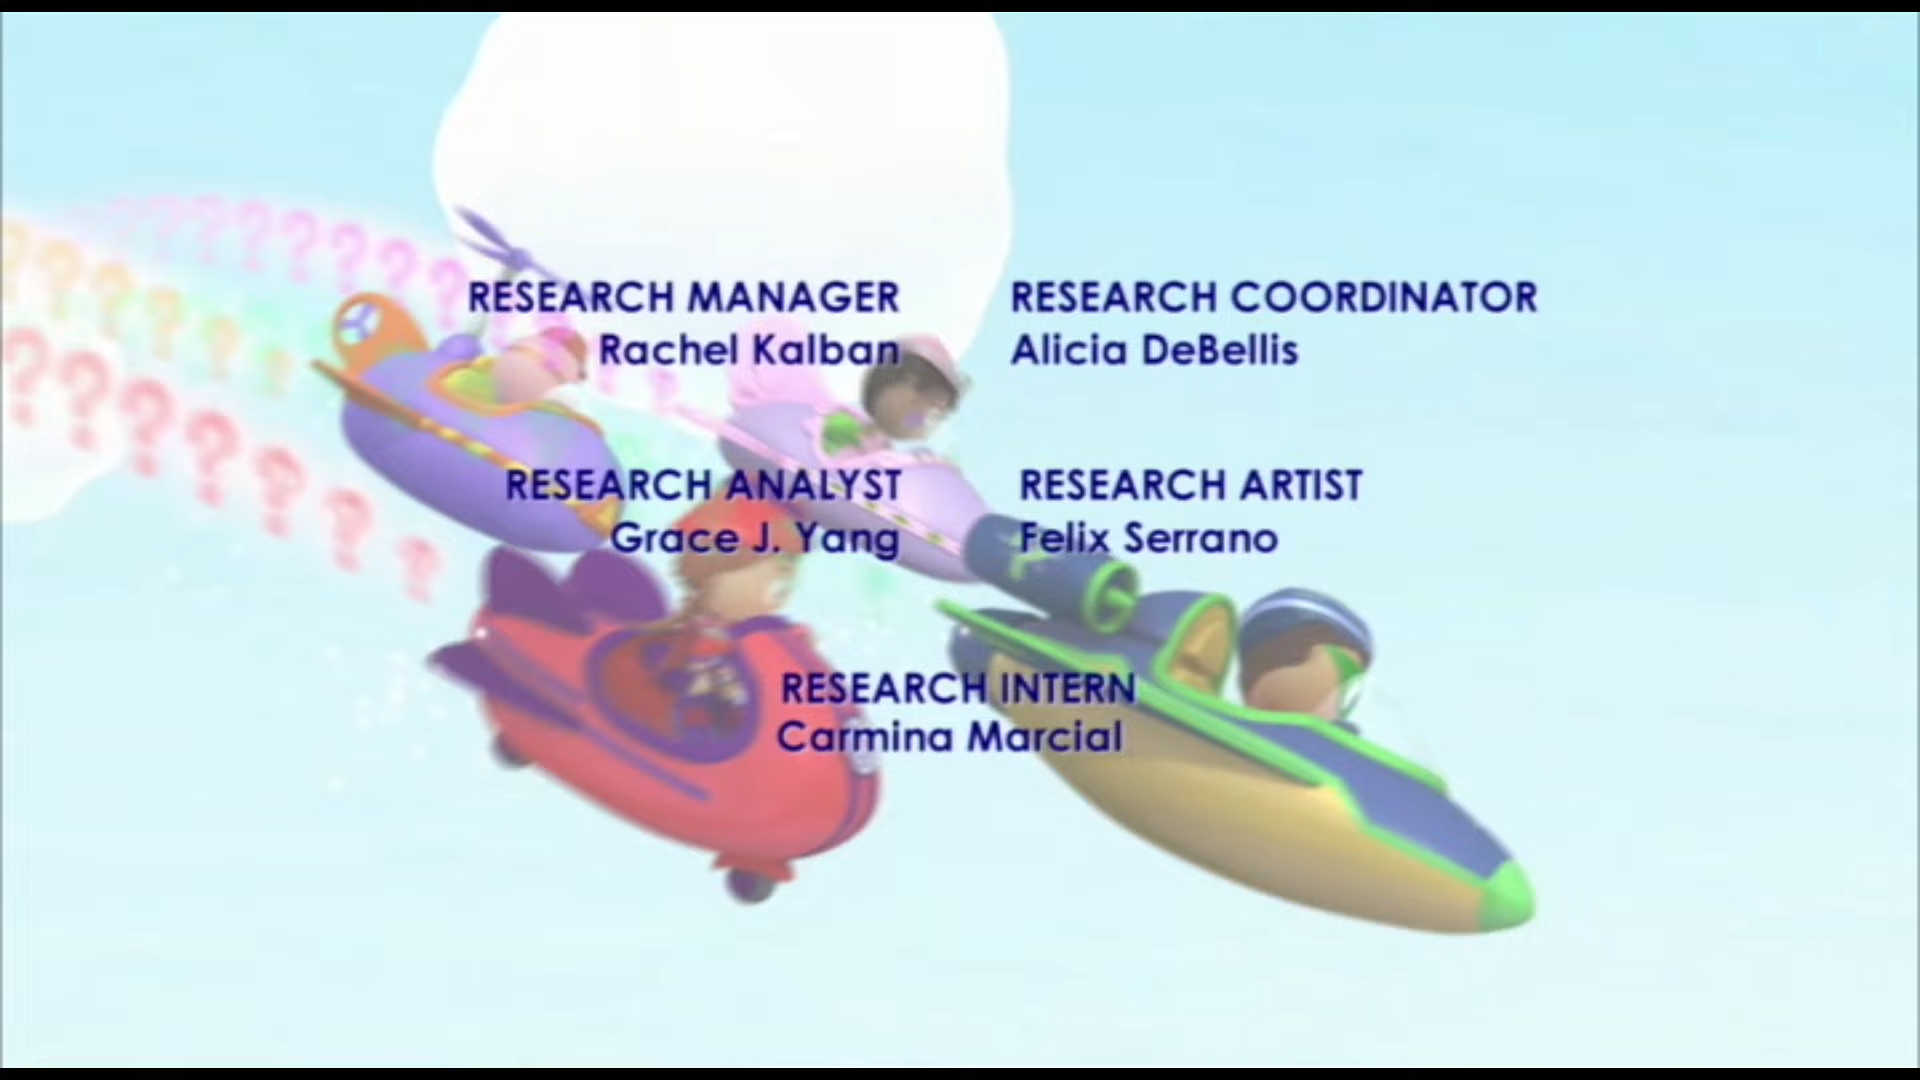 RESEARCH MANAGER
Rachel Kalban
RESEARCH COORDINATOR
Alicia DeBellis
RESEARCH ANALYST
Grace J. Yang
RESEARCH ARTIST
Felix Serrano
RESEARCH INTERN
Carmina Marcial